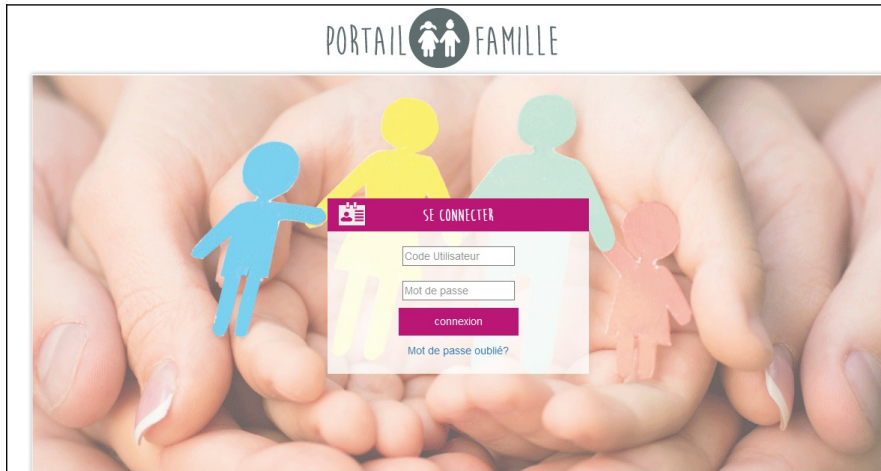 PORTAIL FAMILLE
SE CONNECTER
Code Utilisateur
Mot de passe
connexion
Mot de passe oublié?